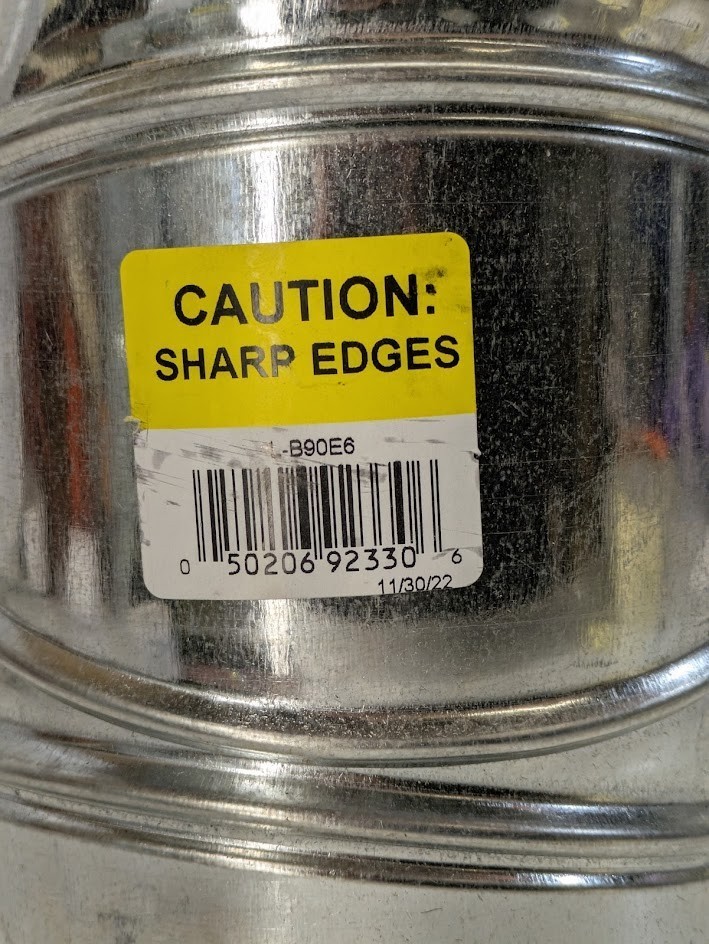 CAUTION:
SHARP EDGES
L-B90E6
0 50206 92330 6
11/30/22